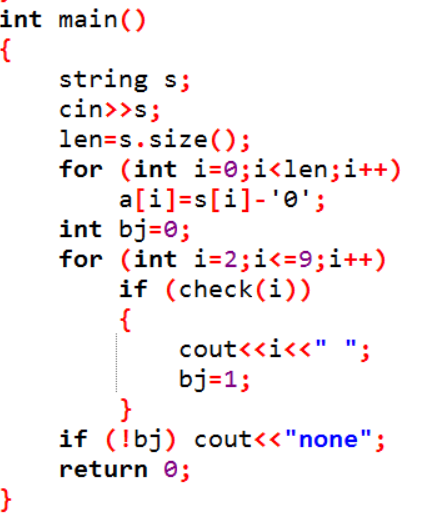 int main()
{
    string s;
    cin>>s;
    len=s.size();
    for (int i=0;i<len;i++)
        a[i]=s[i]-'0';
    int bj=0;
    for (int i=2;i<=9;i++)
        if (check(i))
        {
            cout<<i<<" ";
            bj=1;
        }
    if (!bj) cout<<"none";
    return 0;
}